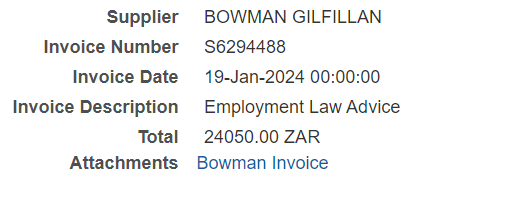 Supplier BOWMAN GILFILLAN
Invoice Number S6294488
Invoice Date 19-Jan-2024 00:00:00
Invoice Description Employment Law Advice
Total 24050.00 ZAR
Attachments Bowman Invoice